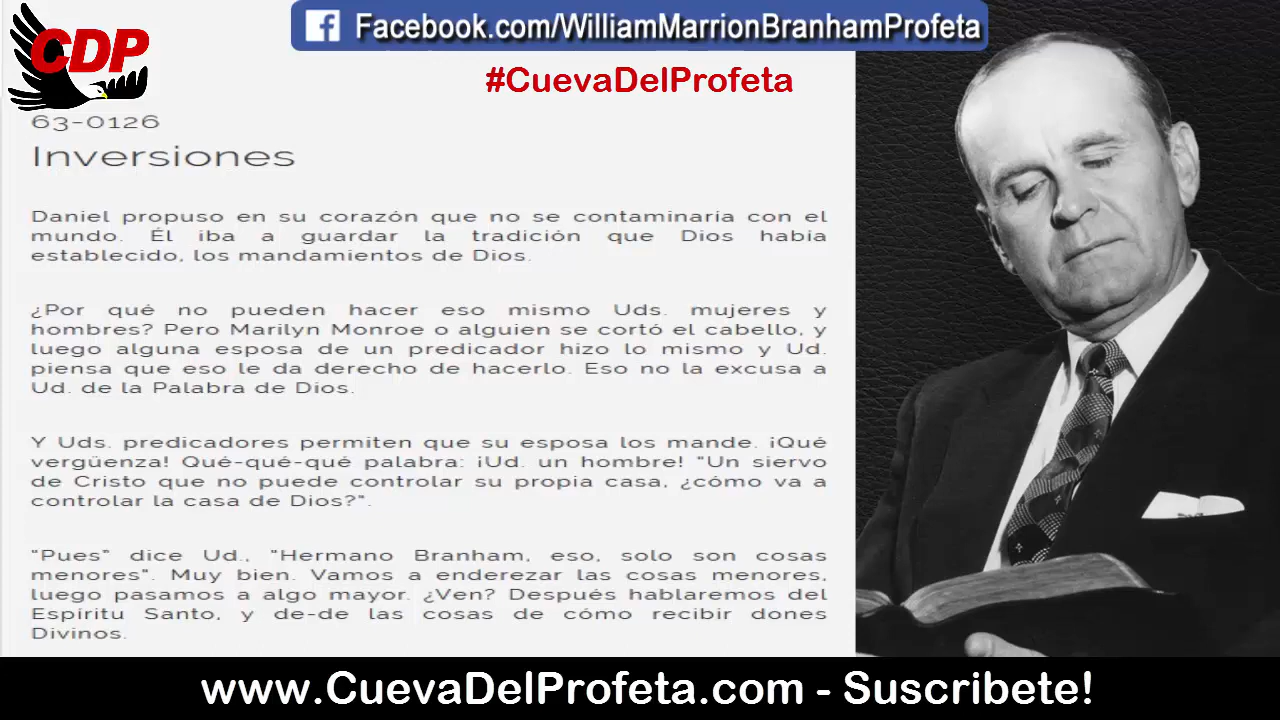 CDP
Facebook.com/WilliamMarrionBranhamProfeta
#CuevaDelProfeta
63-0126
Inversiones
Daniel propuso en su corazón que no se contaminaría con el
mundo. Él iba a guardar la tradición que Dios había
establecido, los mandamientos de Dios.
¿Por qué no pueden hacer eso mismo Uds. mujeres y
hombres? Pero Marilyn Monroe o alguien se cortó el cabello, y
luego alguna esposa de un predicador hizo lo mismo y Ud.
piensa que eso le da derecho de hacerlo. Eso no la excusa a
Ud. de la Palabra de Dios.
Y Uds. predicadores permiten que su esposa los mande. ¡Qué
vergüenza! Qué-qué-qué palabra: ¡Ud. un hombre! "Un siervo
de Cristo que no puede controlar su propia casa, ¿cómo va a
controlar la casa de Dios?".
"Pues" dice Ud., "Hermano Branham, eso, solo son cosas
menores". Muy bien. Vamos a enderezar las cosas menores,
luego pasamos a algo mayor. ¿Ven? Después hablaremos del
Espíritu Santo, y de-de las cosas de cómo recibir dones
Divinos.
www.CuevaDelProfeta.com - Suscribete!